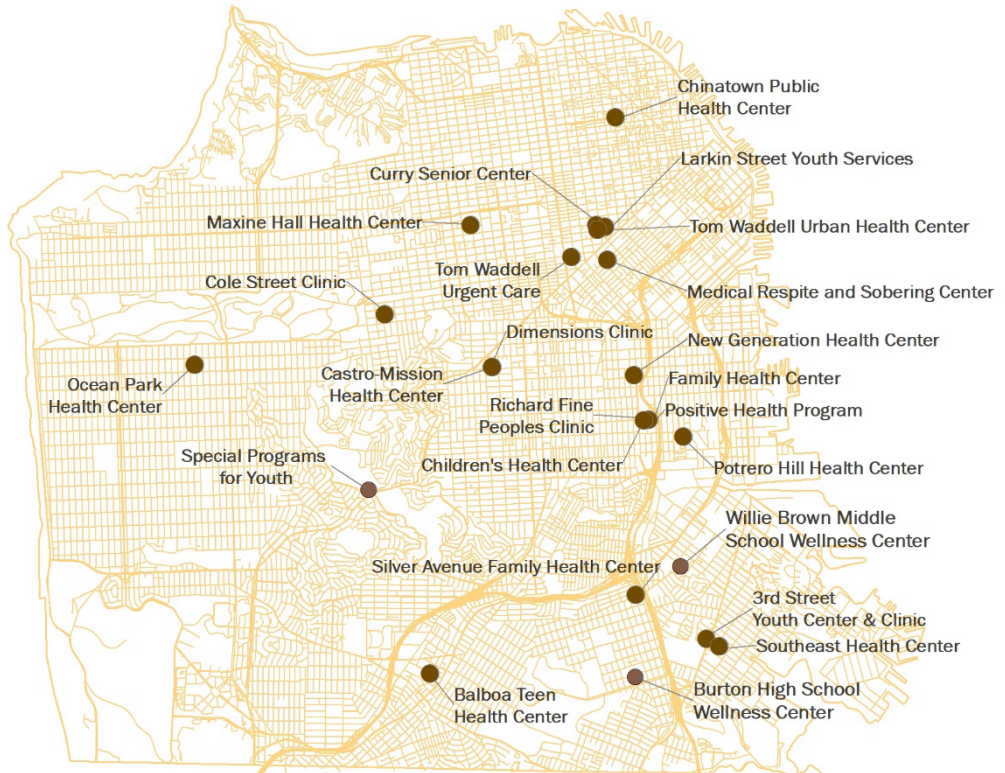 Chinatown Public
Health Center
Larkin Street Youth Services
Curry Senior Center
Maxine Hall Health Center
Tom Waddell Urban Health Center
Tom Waddell
Urgent Care
Cole Street Clinic
Medical Respite and Sobering Center
Dimensions Clinic
New Generation Health Center
Castro-Mission
Health Center
Family Health Center
Ocean Park
Health Center
Richard Fine
Peoples Clinic
Positive Health Program
Special Programs
for Youth
Children's Health Center
Potrero Hill Health Center
Willie Brown Middle
School Wellness Center
Silver Avenue Family Health Center
3rd Street
Youth Center & Clinic
Southeast Health Center
Balboa Teen
Health Center
Burton High School
Wellness Center